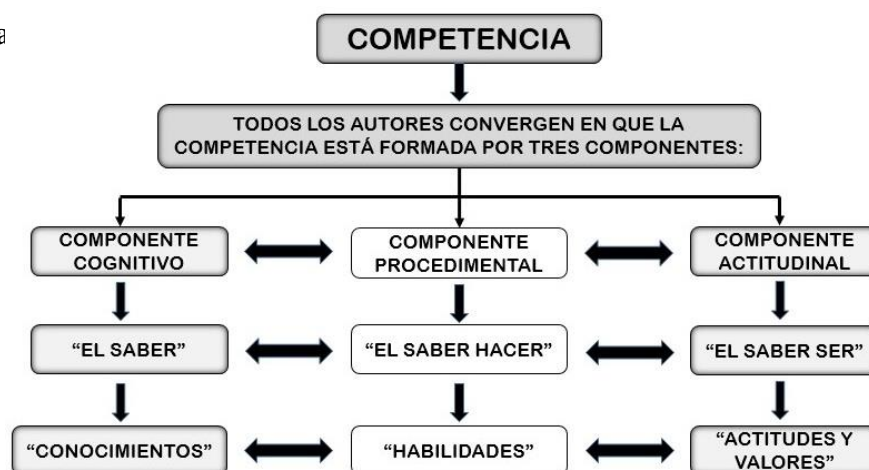 COMPETENCIA
TODOS LOS AUTORES CONVERGEN EN QUE LA
COMPETENCIA ESTÁ FORMADA POR TRES COMPONENTES:
COMPONENTE
COGNITIVO
COMPONENTE
PROCEDIMENTAL
COMPONENTE
ACTITUDINAL
“EL SABER”
“EL SABER HACER”
“EL SABER SER”
“CONOCIMIENTOS”
“HABILIDADES”
“ACTITUDES Y
VALORES”